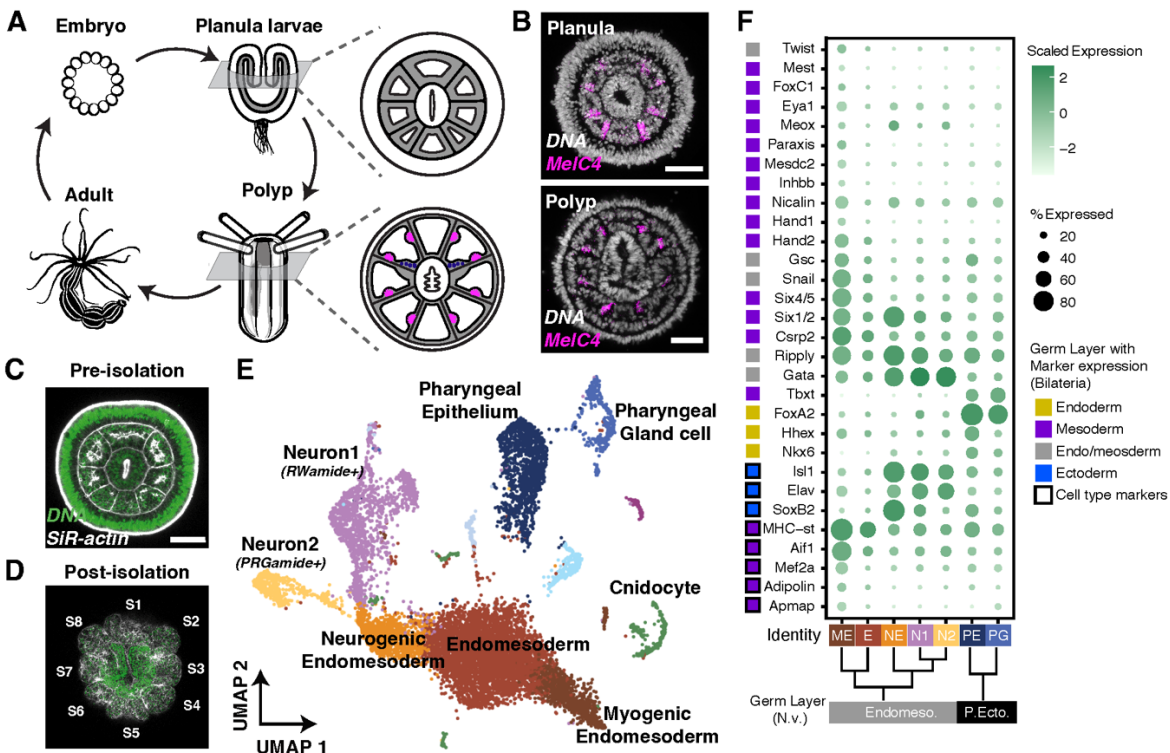 A
Embryo
Planula larvae
Adult
Polyp
B
Planula
DNA
MelC4
Polyp
DNA
MelC4
C
Pre-isolation
DNA
SiR-actin
D
Post-isolation
S1
S8
S2
S7
S3
S6
S4
S5
E
Pharyngeal
Epithelium
Pharyngeal
Gland cell
Neuron1
(RWamide+)
Neuron2
(PRGamide+)
Cnidocyte
Neurogenic
Endomesoderm
Endomesoderm
Myogenic
Endomesoderm
UMAP 2
UMAP 1
F
Twist
Mest
FoxC1
Eya1
Meox
Paraxis
Mesdc2
Inhbb
Nicalin
Hand1
Hand2
Gsc
Snail
Six4/5
Six1/2
Csrp2
Ripply
Gata
Tbxt
FoxA2
Hhex
Nkx6
Isl1
Elav
SoxB2
MHC-st
Aif1
Mef2a
Adipolin
Apmap
Identity
ME E NE N1 N2 PE PG
Germ Layer
(N.v.)
Endomeso.
P.Ecto.
Scaled Expression
2
0
−2
% Expressed
20
40
60
80
Germ Layer with
Marker expression
(Bilateria)
Endoderm
Mesoderm
Endo/meosderm
Ectoderm
Cell type markers